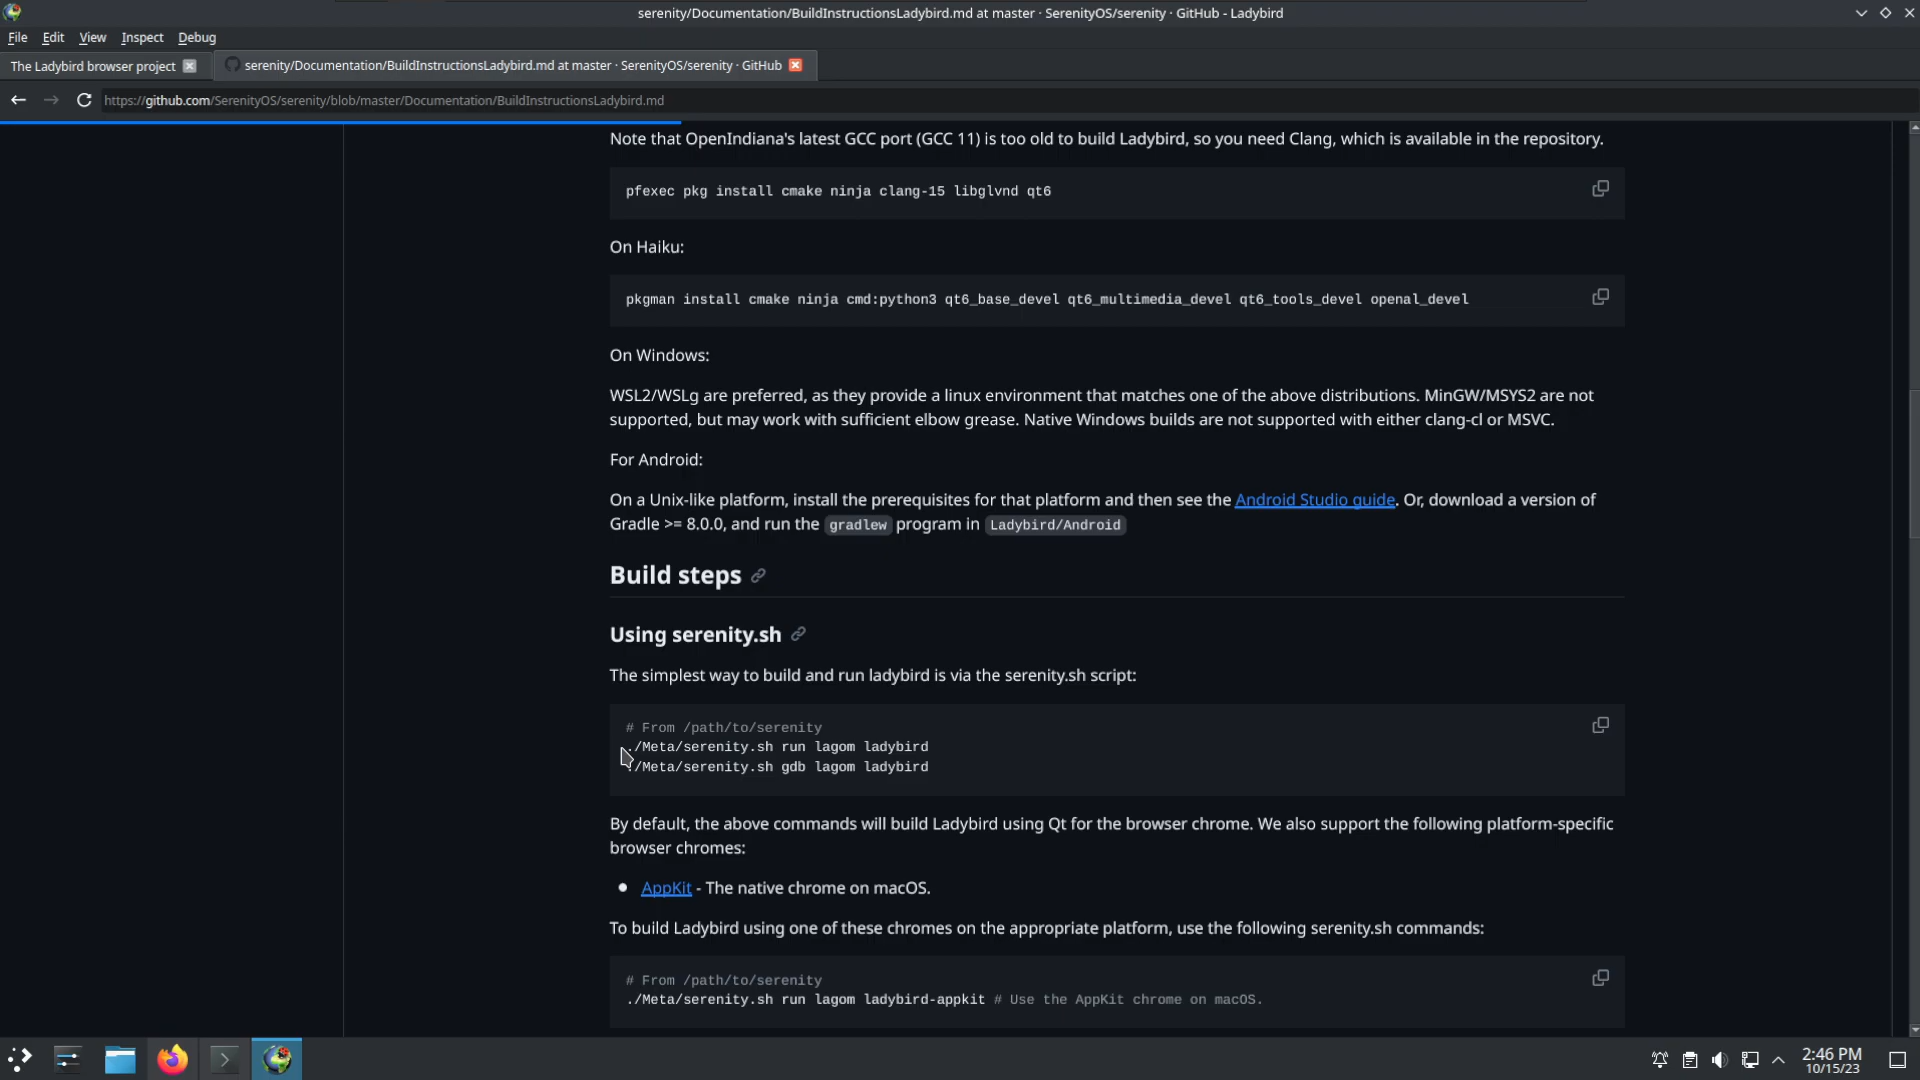 serenity/Documentation/BuildInstructionsLadybird.md at master · SerenityOS/serenity · GitHub - Ladybird
File Edit View Inspect Debug
The Ladybird browser project serenity/Documentation/BuildInstructionsLadybird.md at master · SerenityOS/serenity · GitHub
https://github.com/SerenityOS/serenity/blob/master/Documentation/BuildInstructionsLadybird.md
Note that OpenIndiana's latest GCC port (GCC 11) is too old to build Ladybird, so you need Clang, which is available in the repository.
pfexec pkg install cmake ninja clang-15 libglvnd qt6
On Haiku:
pkgman install cmake ninja cmd:python3 qt6_base_devel qt6_multimedia_devel qt6_tools_devel openal_devel
On Windows:
WSL2/WSLg are preferred, as they provide a linux environment that matches one of the above distributions. MinGW/MSYS2 are not
supported, but may work with sufficient elbow grease. Native Windows builds are not supported with either clang-cl or MSVC.
For Android:
On a Unix-like platform, install the prerequisites for that platform and then see the Android Studio guide. Or, download a version of
Gradle >= 8.0.0, and run the gradlew program in Ladybird/Android
Build steps
Using serenity.sh
The simplest way to build and run ladybird is via the serenity.sh script:
# From /path/to/serenity
./Meta/serenity.sh run lagom ladybird
./Meta/serenity.sh gdb lagom ladybird
By default, the above commands will build Ladybird using Qt for the browser chrome. We also support the following platform-specific
browser chromes:
• AppKit - The native chrome on macOS.
To build Ladybird using one of these chromes on the appropriate platform, use the following serenity.sh commands:
# From /path/to/serenity
./Meta/serenity.sh run lagom ladybird-appkit # Use the AppKit chrome on macOS.
2:46 PM
10/15/23